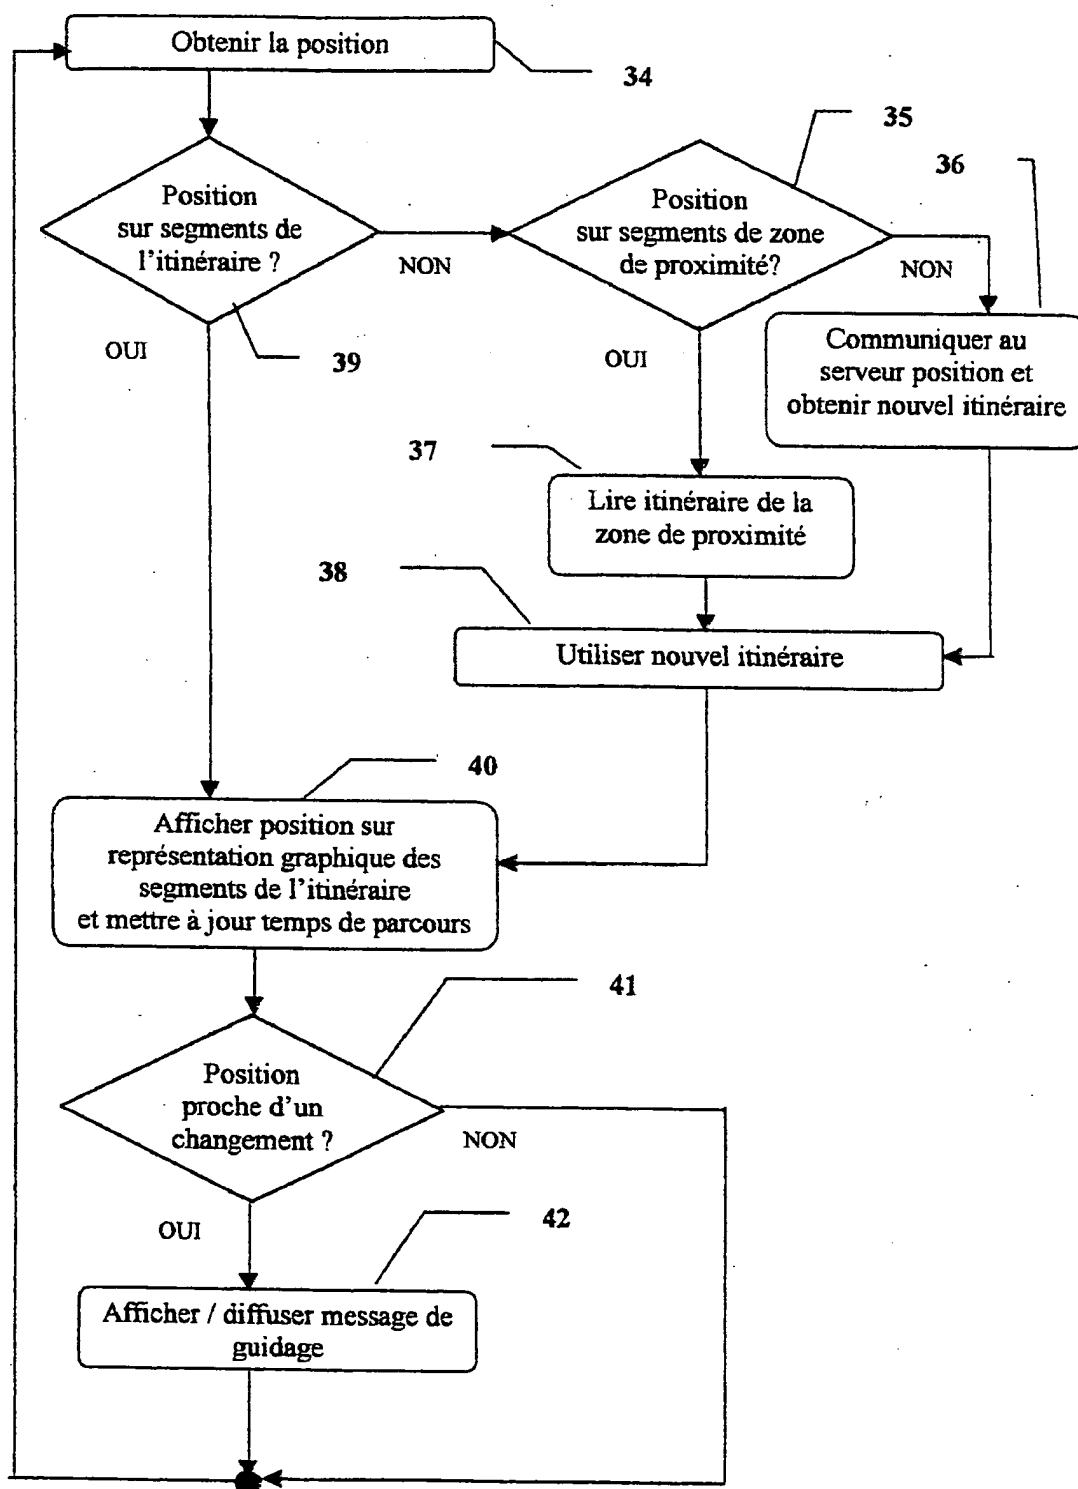 Obtenir la position
34
35
36
Position
sur segments de
l'itinéraire ?
Position
sur segments de zone
de proximité?
NON
NON
OUI
39
OUI
Communiquer au
serveur position et
obtenir nouvel itinéraire
37
Lire itinéraire de la
zone de proximité
38
Utiliser nouvel itinéraire
40
Afficher position sur
représentation graphique des
segments de l'itinéraire
et mettre à jour temps de parcours
41
Position
proche d'un
changement ?
NON
OUI
42
Afficher / diffuser message de
guidage